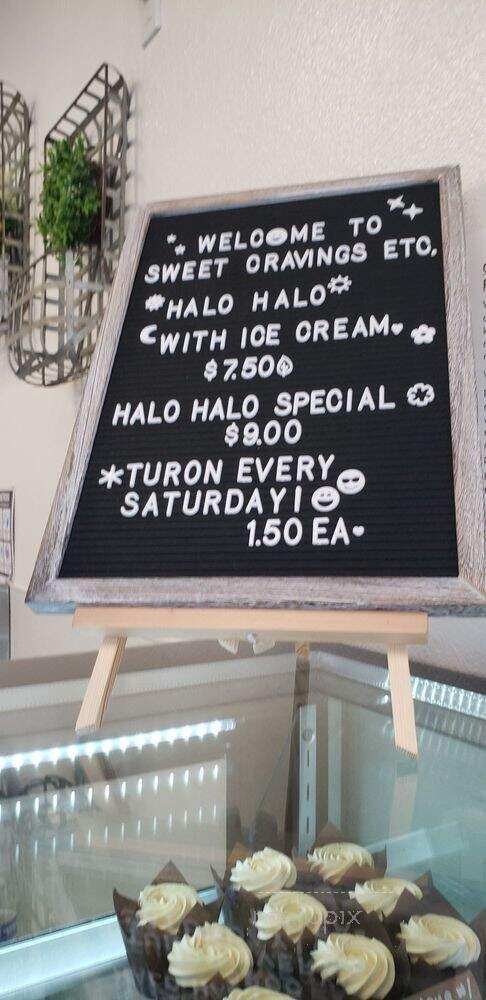 WELCOME TO
SWEET CRAVINGS ETC,
HALO HALO
WITH ICE CREAM
$7.50
HALO HALO SPECIAL
$9.00
*TURON EVERY
SATURDAY!
1.50 EA